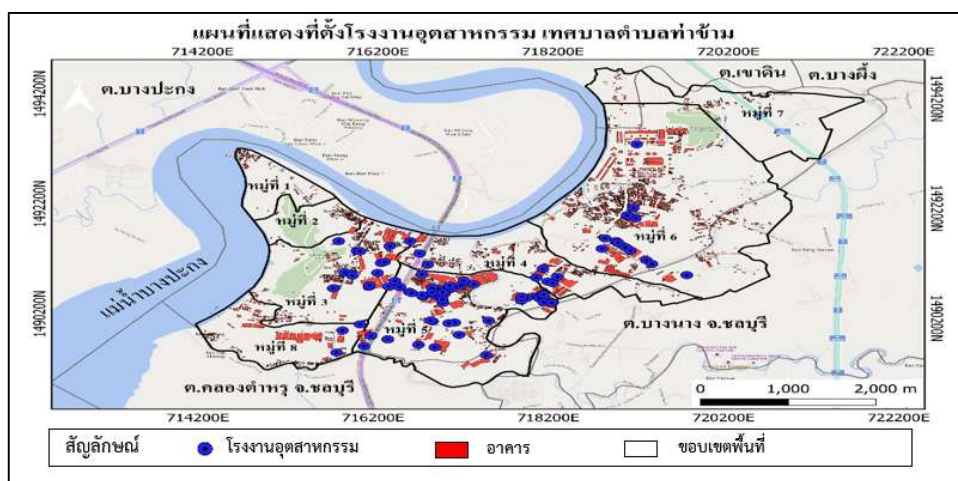 แผนที่แสดงที่ตั้งโรงงานอุตสาหกรรม เทศบาลตำบลท่าข้าม
714200E 716200E 718200E 720200E 722200E
1494200N 1494200N
ต.บางปะกง
ต.เขาดิน
ต.บางผึ้ง
หมู่ที่ 7
1492200N 1492200N
หมู่ที่ 1
หมู่ที่ 2
หมู่ที่ 6
หมู่ที่ 4
แม่น้ำบางปะกง
หมู่ที่ 3
1490200N 1490200N
หมู่ที่ 5
ต.บางนาง จ.ชลบุรี
หมู่ที่ 8
ต.คลองตำหรุ จ.ชลบุรี
0 1,000 2,000 m
714200E 716200E 718200E 720200E 722200E
สัญลักษณ์ โรงงานอุตสาหกรรม อาคาร ขอบเขตพื้นที่